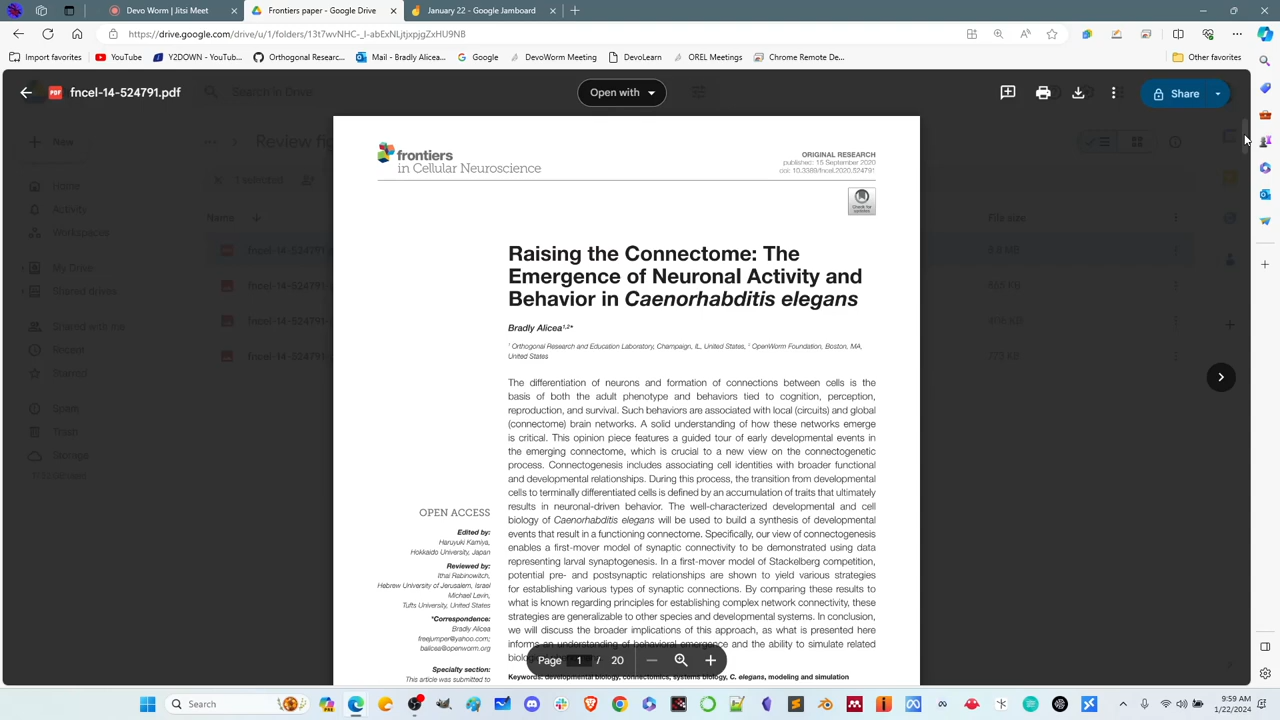 Dev Worm | Jitsi Meet
Frontiers paper - Google Drive
January 22
https://drive.google.com/drive/u/1/folders/13t7wvNHC-_I-abExNLjtjxpjgZxHU9NB
Import favorites
YouTube
Y2DOWN - YouTub...
Orthogonal Researc...
Mail - Bradly Alicea...
Google
DevoWorm Meeting
DevoLearn
OREL Meetings
Chrome Remote De...
Other favorites
fncel-14-524791.pdf
Search in Drive
Open with
Share
New
Review fo
1 selected
Home
Activity
Workspaces
My Drive
Shared drives
Shared with me
Recent
Starred
Spam
Trash
Storage
Name
File size
fncel-14-52479
fncel-14-52479
fncel-14-524791-
fncel-14-52479
frontiers
in Cellular Neuroscience
ORIGINAL RESEARCH
published: 15 September 2020
doi: 10.3389/fncel.2020.524791
Check for
updates
Raising the Connectome: The
Emergence of Neuronal Activity and
Behavior in Caenorhabditis elegans
Bradly Alicea1,2*
1 Orthogonal Research and Education Laboratory, Champaign, IL, United States, 2 OpenWorm Foundation, Boston, MA,
United States
The differentiation of neurons and formation of connections between cells is the
basis of both the adult phenotype and behaviors tied to cognition, perception,
reproduction, and survival. Such behaviors are associated with local (circuits) and global
(connectome) brain networks. A solid understanding of how these networks emerge
is critical. This opinion piece features a guided tour of early developmental events in
the emerging connectome, which is crucial to a new view on the connectogenetic
process. Connectogenesis includes associating cell identities with broader functional
and developmental relationships. During this process, the transition from developmental
cells to terminally differentiated cells is defined by an accumulation of traits that ultimately
results in neuronal-driven behavior. The well-characterized developmental and cell
biology of Caenorhabditis elegans will be used to build a synthesis of developmental
events that result in a functioning connectome. Specifically, our view of connectogenesis
enables a first-mover model of synaptic connectivity to be demonstrated using data
representing larval synaptogenesis. In a first-mover model of Stackelberg competition,
potential pre- and postsynaptic relationships are shown to yield various strategies
for establishing various types of synaptic connections. By comparing these results to
what is known regarding principles for establishing complex network connectivity, these
strategies are generalizable to other species and developmental systems. In conclusion,
we will discuss the broader implications of this approach, as what is presented here
informs an understanding of behavioral emergence and the ability to simulate related
biolog
Keywords: developmental biology, connectomics, systems biology, C. elegans, modeling and simulation
OPEN ACCESS
Edited by:
Haruyuki Kamiya,
Hokkaido University, Japan
Reviewed by:
Ithai Rabinowitch,
Hebrew University of Jerusalem, Israel
Michael Levin,
Tufts University, United States
*Correspondence:
Bradly Alicea
freejumper@yahoo.com;
balicea@openworm.org
Specialty section:
This article was submitted to
Page 1 / 20
Search
9:59 AM
1/22/2024